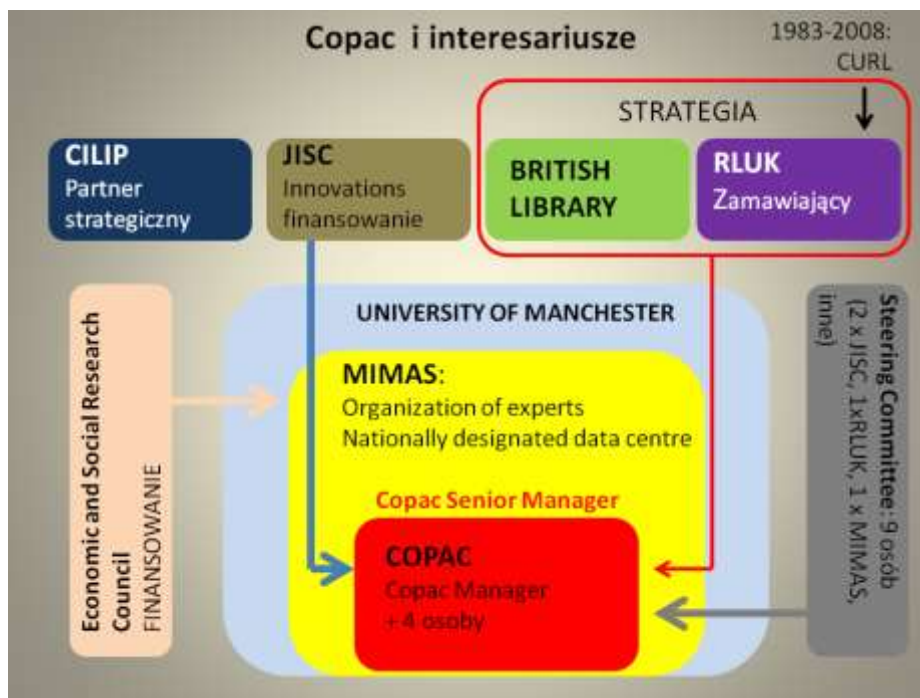 Copac i interesariusze
1983-2008:
CURL
STRATEGIA
CILIP
Partner
strategiczny
JISC
Innovations
finansowanie
BRITISH
LIBRARY
RLUK
Zamawiający
Economic and Social Research
Council
FINANSOWANIE
UNIVERSITY OF MANCHESTER
MIMAS:
Organization of experts
Nationally designated data centre
Copac Senior Manager
COPAC
Copac Manager
+ 4 osoby
Steering Committee: 9 osób
(2 x JISC, 1xRLUK, 1 x MIMAS,
inne)